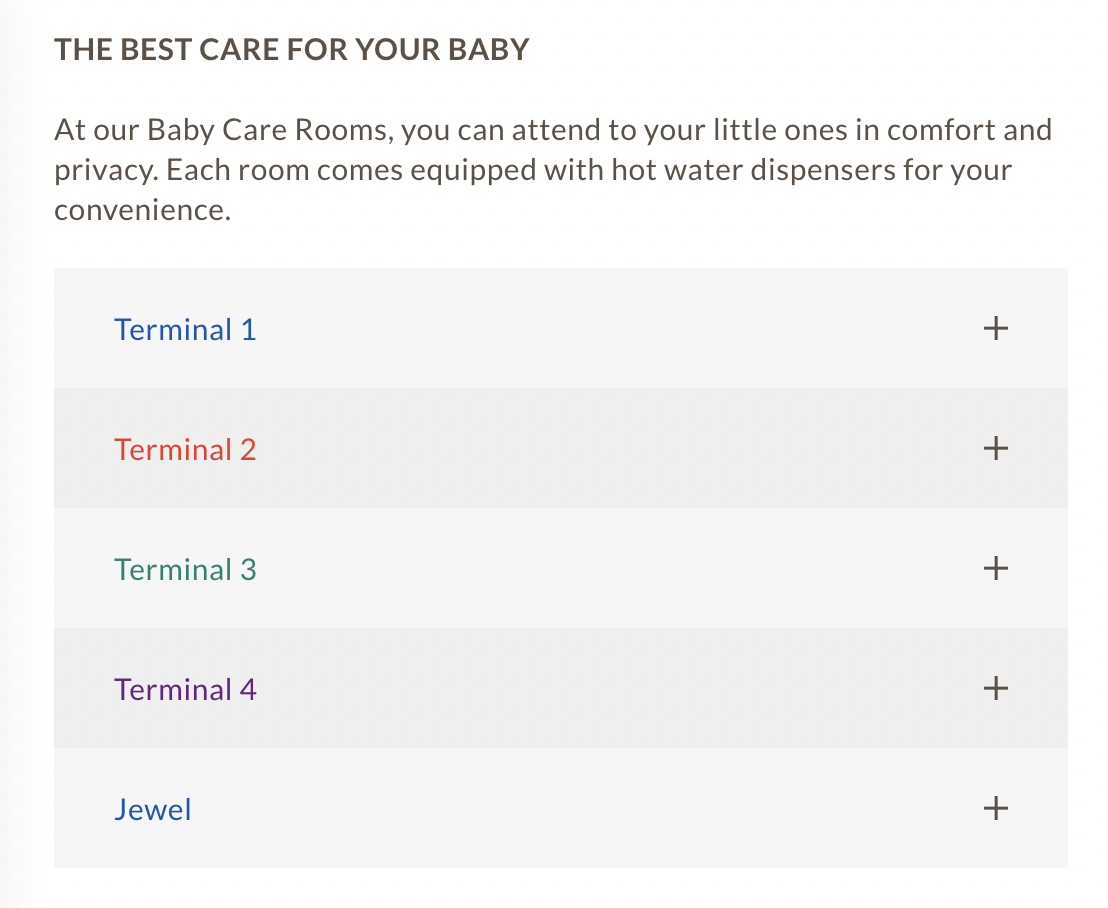 THE BEST CARE FOR YOUR BABY
At our Baby Care Rooms, you can attend to your little ones in comfort and
privacy. Each room comes equipped with hot water dispensers for your
convenience.
Terminal 1
Terminal 2
Terminal 3
Terminal 4
Jewel